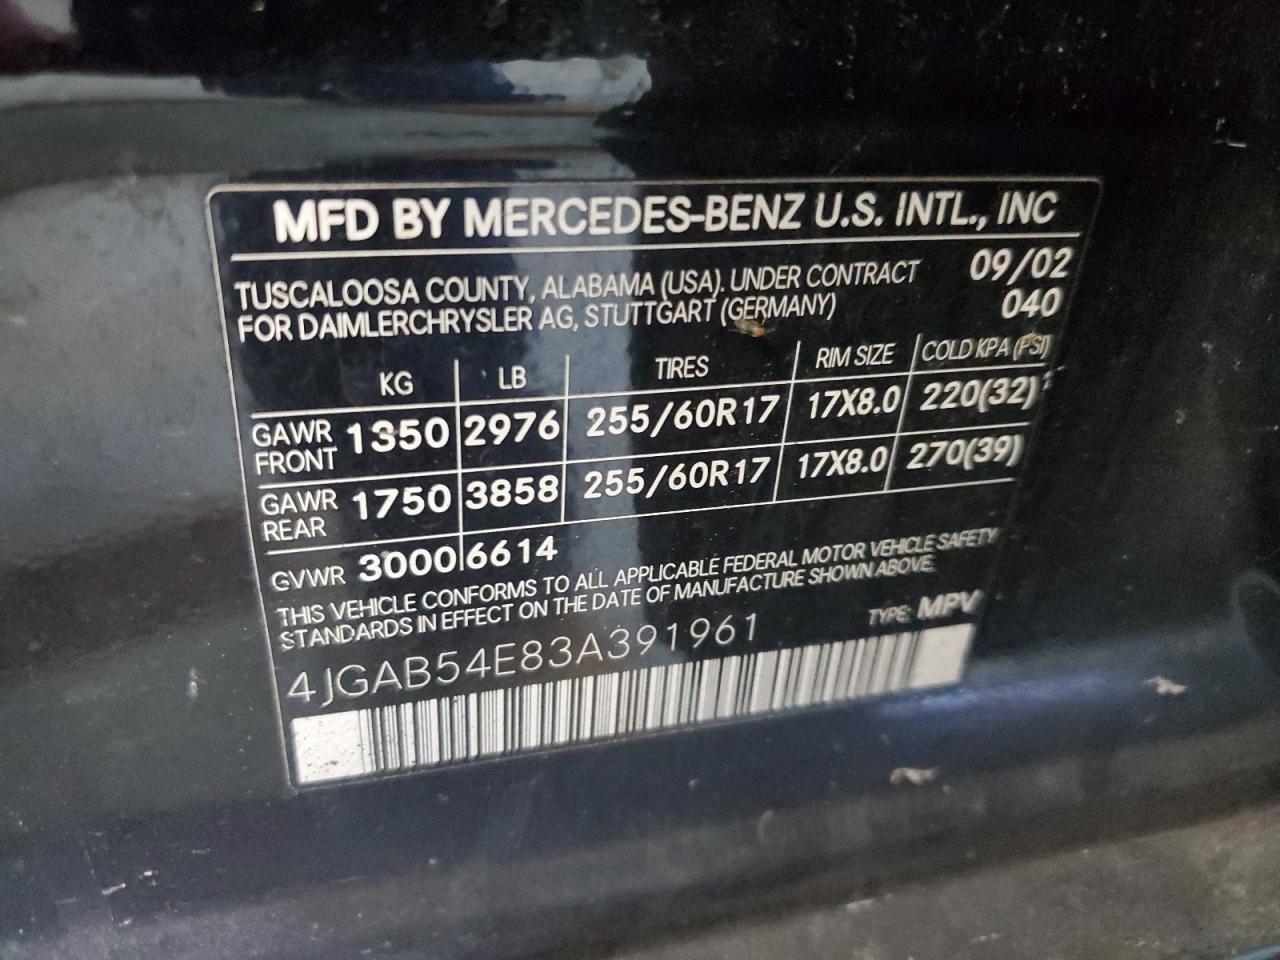 MFD BY MERCEDES-BENZ U.S. INTL., INC
TUSCALOOSA COUNTY, ALABAMA (USA). UNDER CONTRACT 09/02
FOR DAIMLERCHRYSLER AG, STUTTGART (GERMANY) 040
KG LB TIRES RIM SIZE COLD KPA (PSI)
GAWR FRONT 1350 2976 255/60R17 17X8.0 220(32)
GAWR REAR 1750 3858 255/60R17 17X8.0 270(39)
GVWR 3000 6614
THIS VEHICLE CONFORMS TO ALL APPLICABLE FEDERAL MOTOR VEHICLE SAFETY
STANDARDS IN EFFECT ON THE DATE OF MANUFACTURE SHOWN ABOVE.
4JGAB54E83A391961 TYPE: MPV